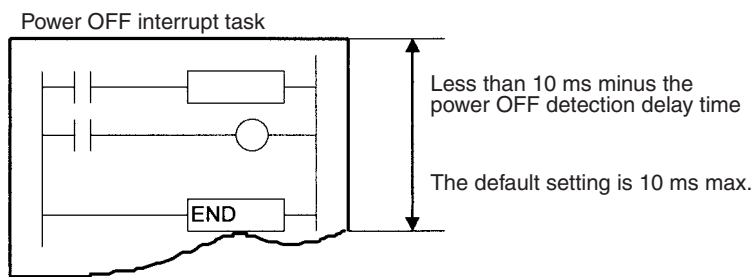 Power OFF interrupt task
Less than 10 ms minus the
power OFF detection delay time
The default setting is 10 ms max.
END